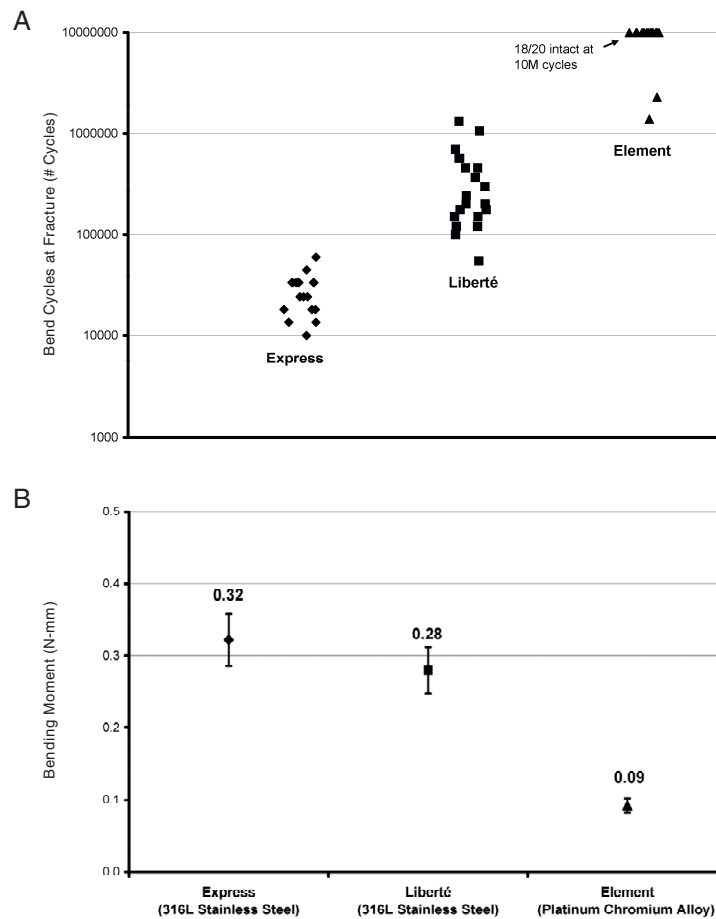 A
Bend Cycles at Fracture (# Cycles)
10000000
1000000
100000
10000
1000
18/20 intact at
10M cycles
Element
Liberté
Express
B
Bending Moment (N-mm)
0.5
0.4
0.3
0.2
0.1
0.0
0.32
0.28
0.09
Express
(316L Stainless Steel)
Liberté
(316L Stainless Steel)
Element
(Platinum Chromium Alloy)